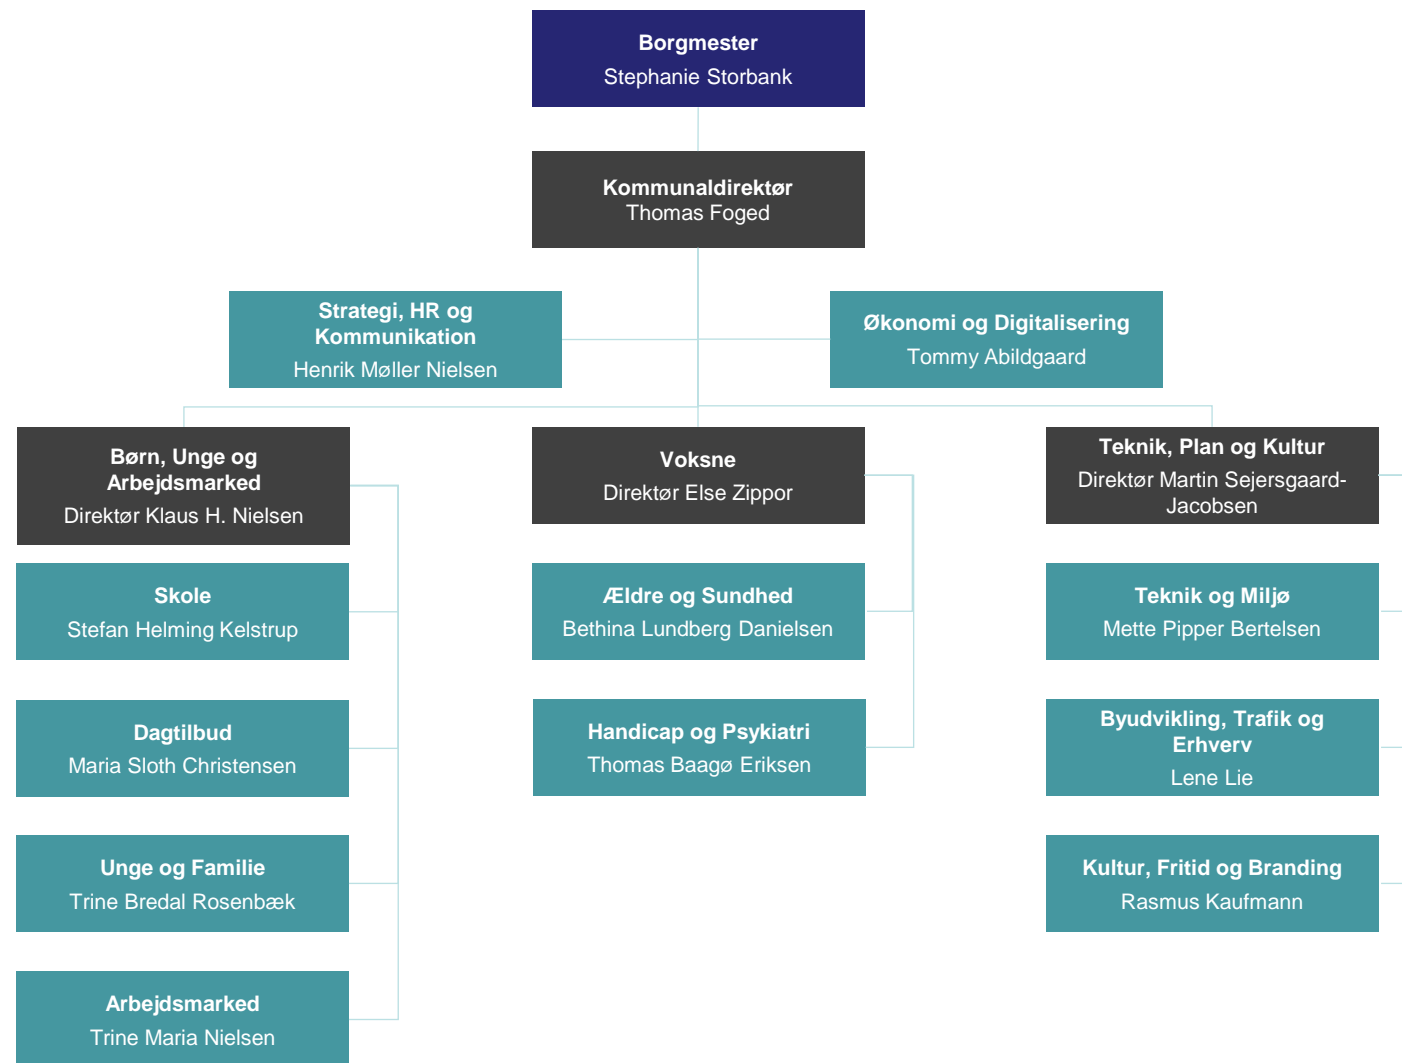 Borgmester
Stephanie Storbank
Kommunaldirektør
Thomas Foged
Strategi, HR og
Kommunikation
Henrik Møller Nielsen
Økonomi og Digitalisering
Tommy Abildgaard
Børn, Unge og
Arbejdsmarked
Direktør Klaus H. Nielsen
Skole
Stefan Helming Kelstrup
Dagtilbud
Maria Sloth Christensen
Unge og Familie
Trine Bredal Rosenbæk
Arbejdsmarked
Trine Maria Nielsen
Voksne
Direktør Else Zippor
Ældre og Sundhed
Bethina Lundberg Danielsen
Handicap og Psykiatri
Thomas Baagø Eriksen
Teknik, Plan og Kultur
Direktør Martin Sejersgaard-
Jacobsen
Teknik og Miljø
Mette Pipper Bertelsen
Byudvikling, Trafik og
Erhverv
Lene Lie
Kultur, Fritid og Branding
Rasmus Kaufmann